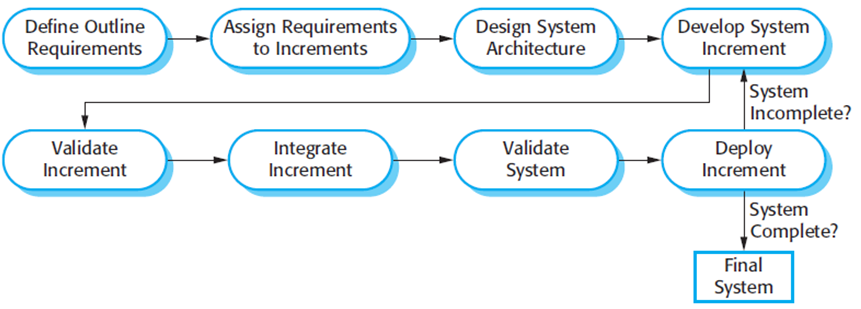 Define Outline
Requirements
Assign Requirements
to Increments
Design System
Architecture
Develop System
Increment
System
Incomplete?
Validate
Increment
Integrate
Increment
Validate
System
Deploy
Increment
System
Complete?
Final
System